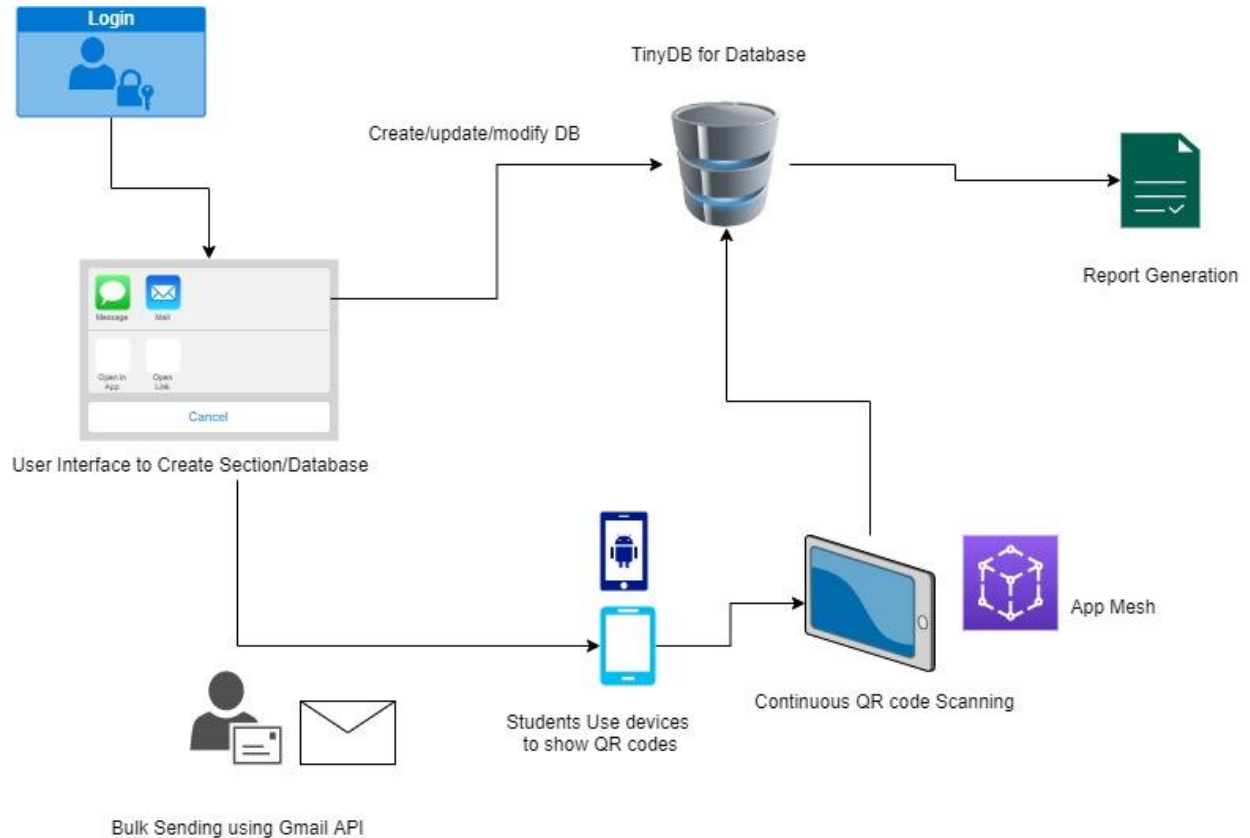 Login
TinyDB for Database
Create/update/modify DB
Report Generation
Message
Mail
Open in
App
Open
Link
Cancel
User Interface to Create Section/Database
App Mesh
Continuous QR code Scanning
Students Use devices
to show QR codes
Bulk Sending using Gmail API